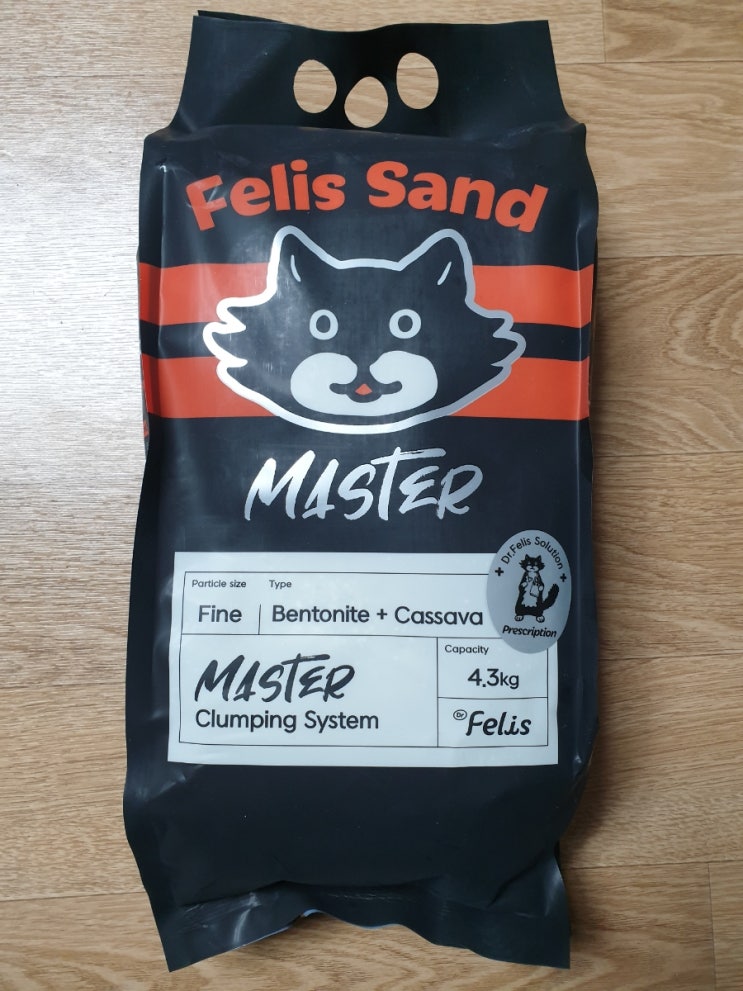 Felis Sand
MASTER
Dr.Felis Solution
Prescription
Particle size
Type
Fine
Bentonite + Cassava
MASTER
Clumping System
Capacity
4.3kg
Dr Felis